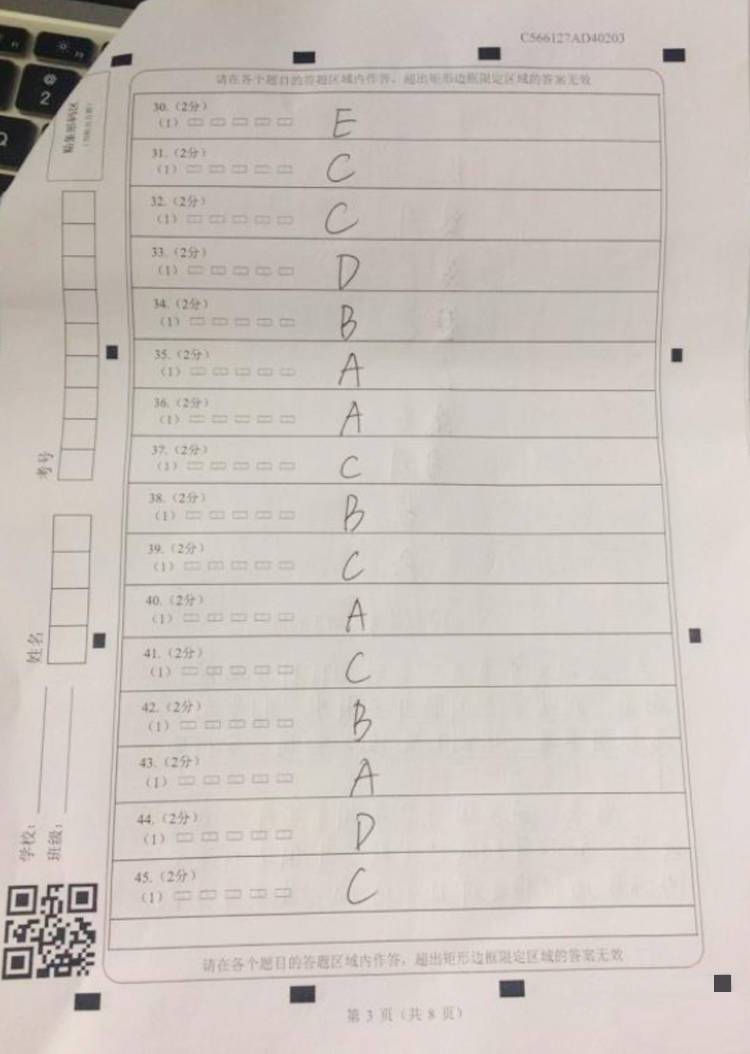 C566127AD40203
请在各个题目的答题区域内作答，超出矩形边框限定区域的答案无效
30.（2分）
（1） E
31.（2分）
（1） C
32.（2分）
（1） C
33.（2分）
（1） D
34.（2分）
（1） B
35.（2分）
（1） A
36.（2分）
（1） A
37.（2分）
（1） C
38.（2分）
（1） B
39.（2分）
（1） C
40.（2分）
（1） A
41.（2分）
（1） C
42.（2分）
（1） B
43.（2分）
（1） A
44.（2分）
（1） D
45.（2分）
（1） C
请在各个题目的答题区域内作答，超出矩形边框限定区域的答案无效
第 3 页（共 8 页）
贴条形码区
考号
姓名
学校：
班级：
2